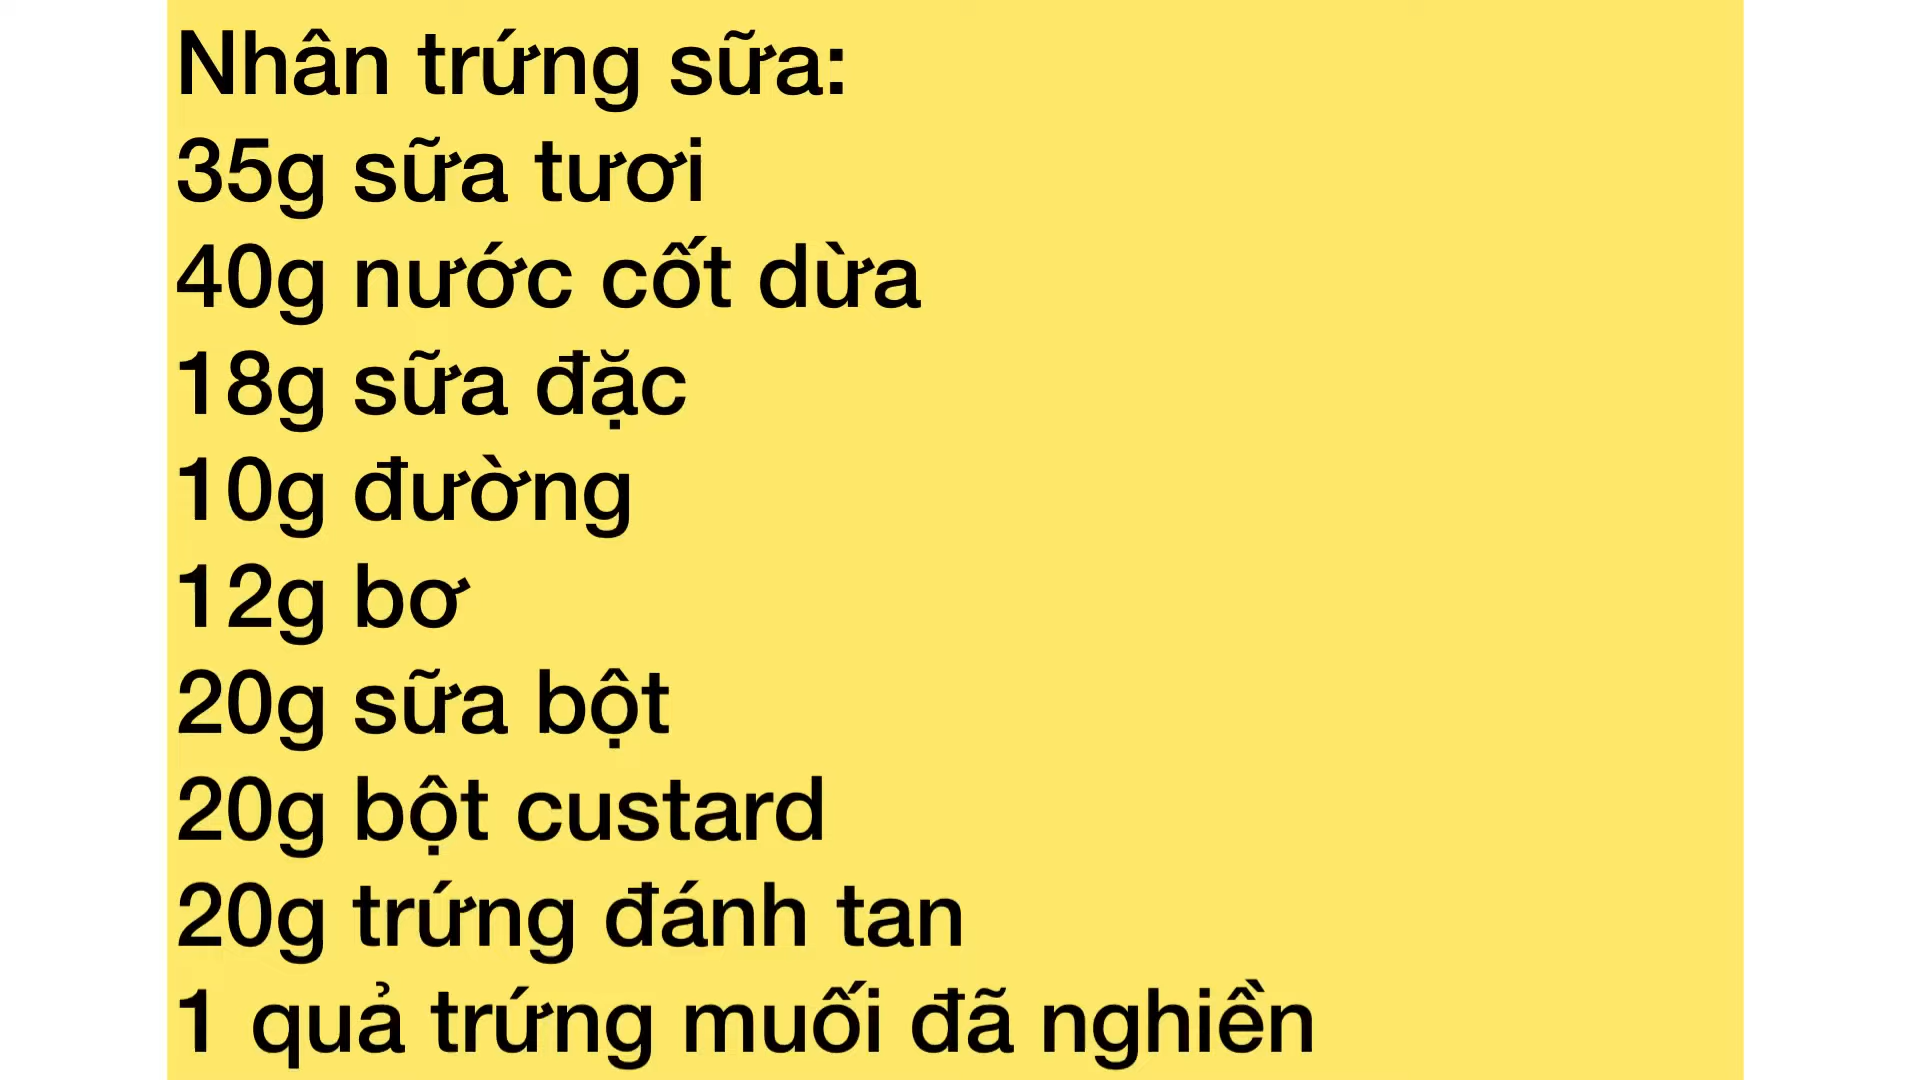 Nhân trứng sữa:
35g sữa tươi
40g nước cốt dừa
18g sữa đặc
10g đường
12g bơ
20g sữa bột
20g bột custard
20g trứng đánh tan
1 quả trứng muối đã nghiền